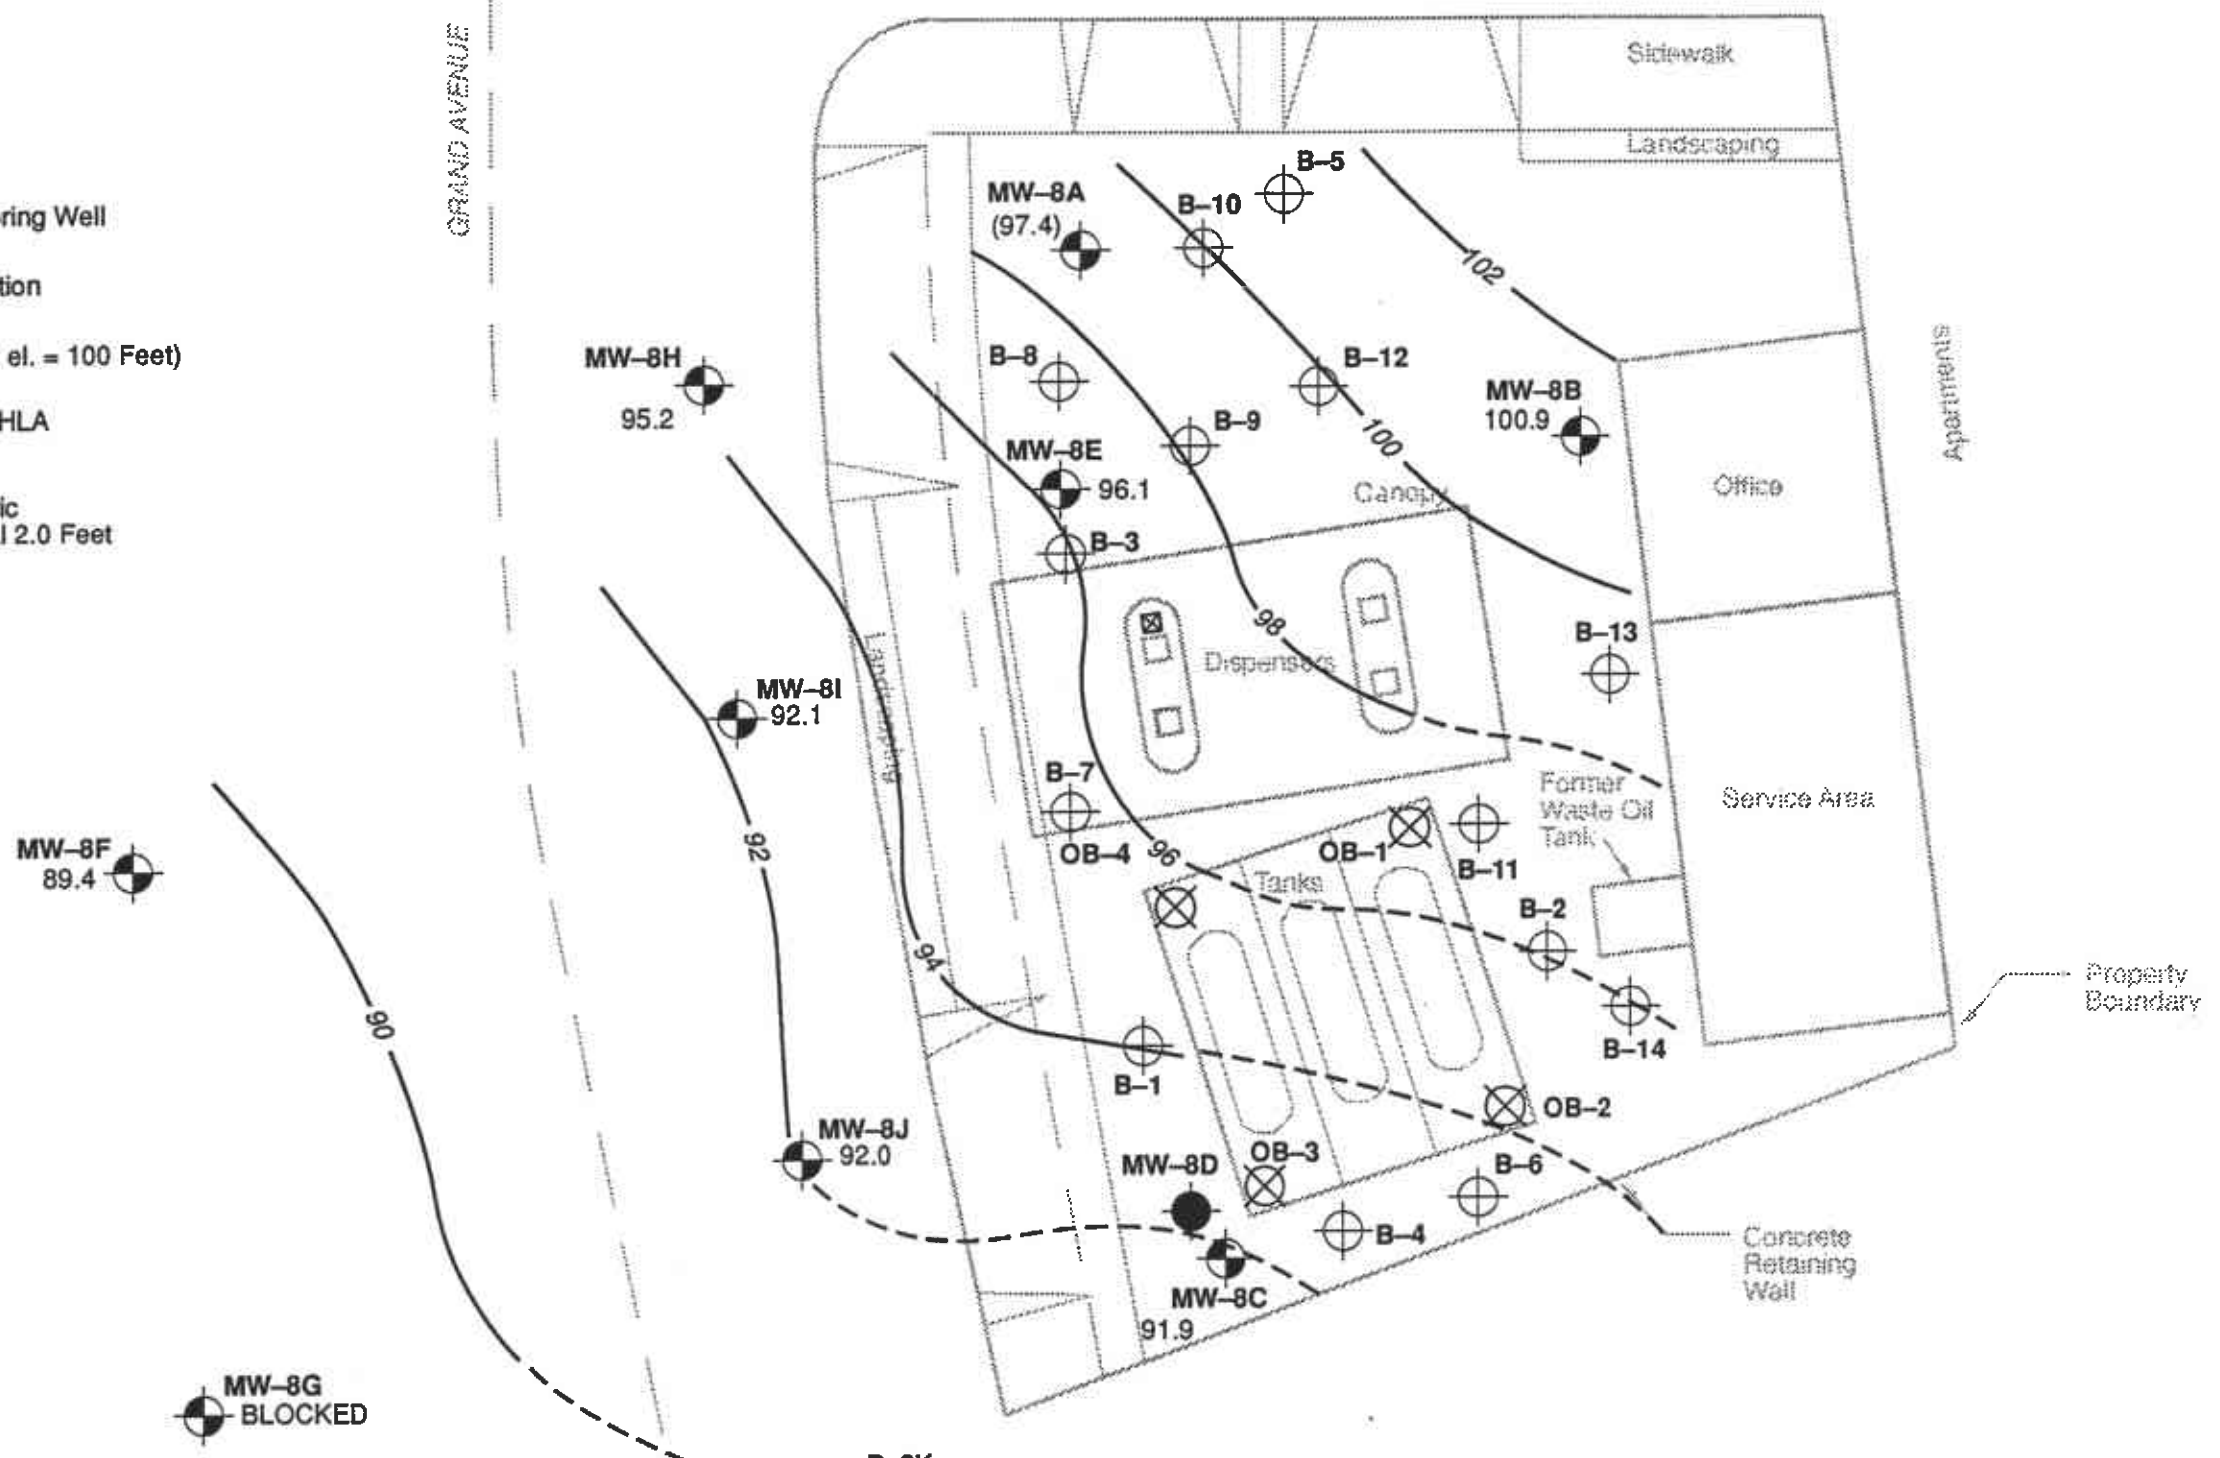 GRAND AVENUE
Sidewalk
Landscaping
B–5
MW–8A
(97.4)
B–10
102
ring Well
tion
el. = 100 Feet)
HLA
ic
l 2.0 Feet
MW–8H
95.2
B–8
B–12
MW–8B
100.9
Apartments
B–9
100
MW–8E
96.1
Canopy
Office
B–3
98
Dispensers
B–13
Landscaping
MW–8I
92.1
B–7
Former
Waste Oil
Tank
Service Area
92
MW–8F
89.4
OB–4
96
OB–1
B–11
Tanks
B–2
94
90
Property
Boundary
B–14
B–1
OB–2
MW–8J
92.0
MW–8D
OB–3
B–6
B–4
Concrete
Retaining
Wall
MW–8C
91.9
MW–8G
BLOCKED